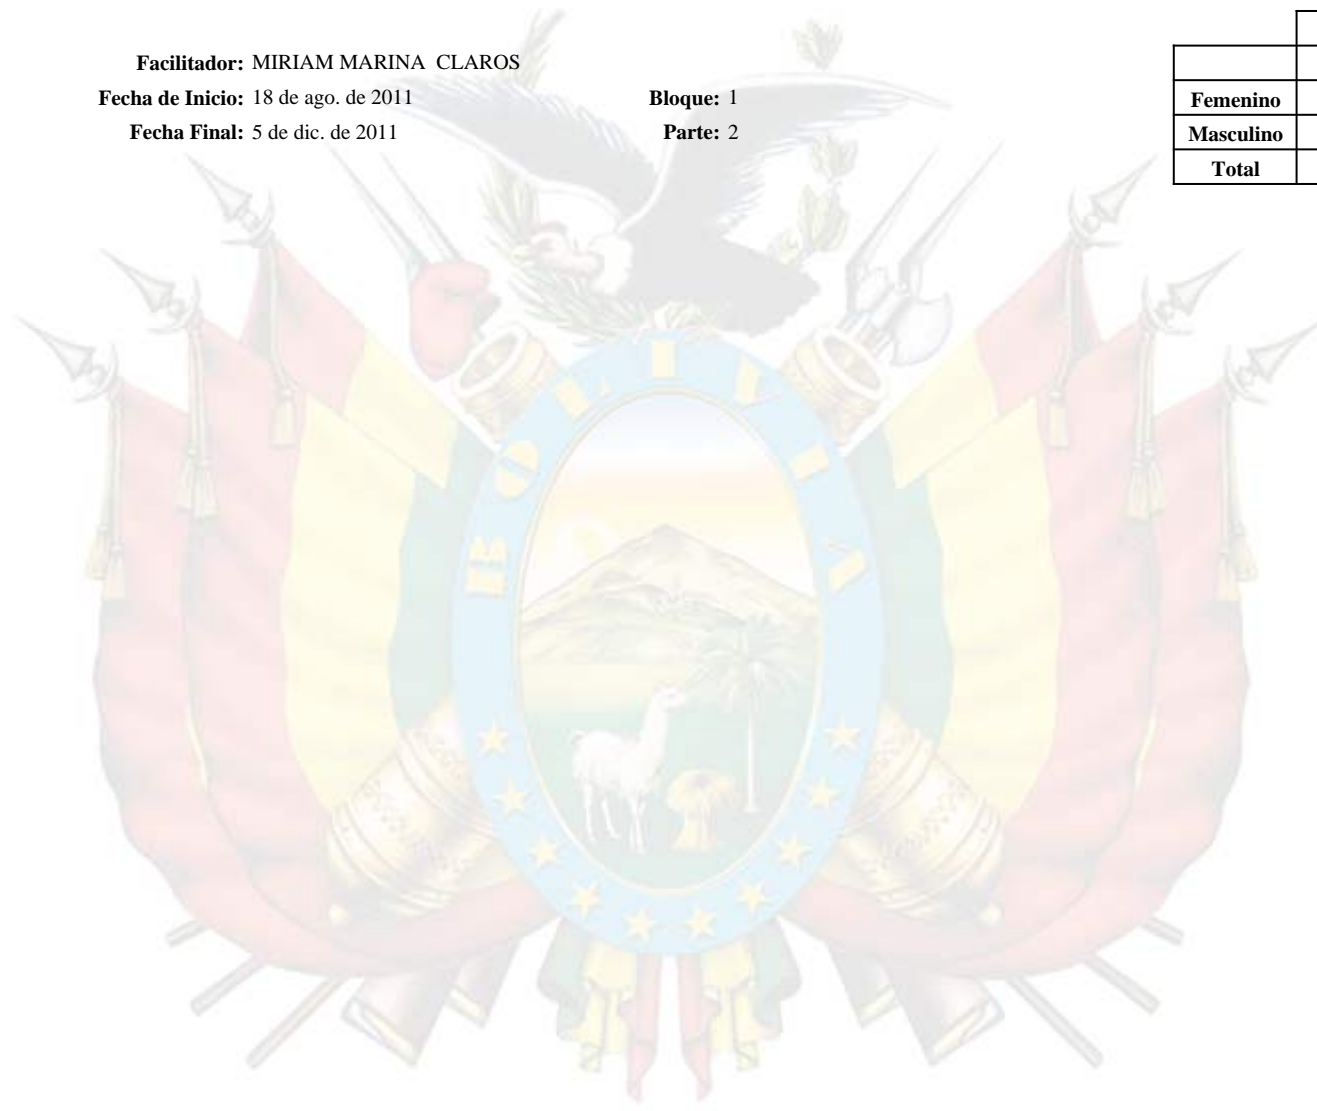 Facilitador: MIRIAM MARINA CLAROS
Fecha de Inicio: 18 de ago. de 2011 Bloque: 1
Fecha Final: 5 de dic. de 2011 Parte: 2
Femenino
Masculino
Total
BOLIVIA